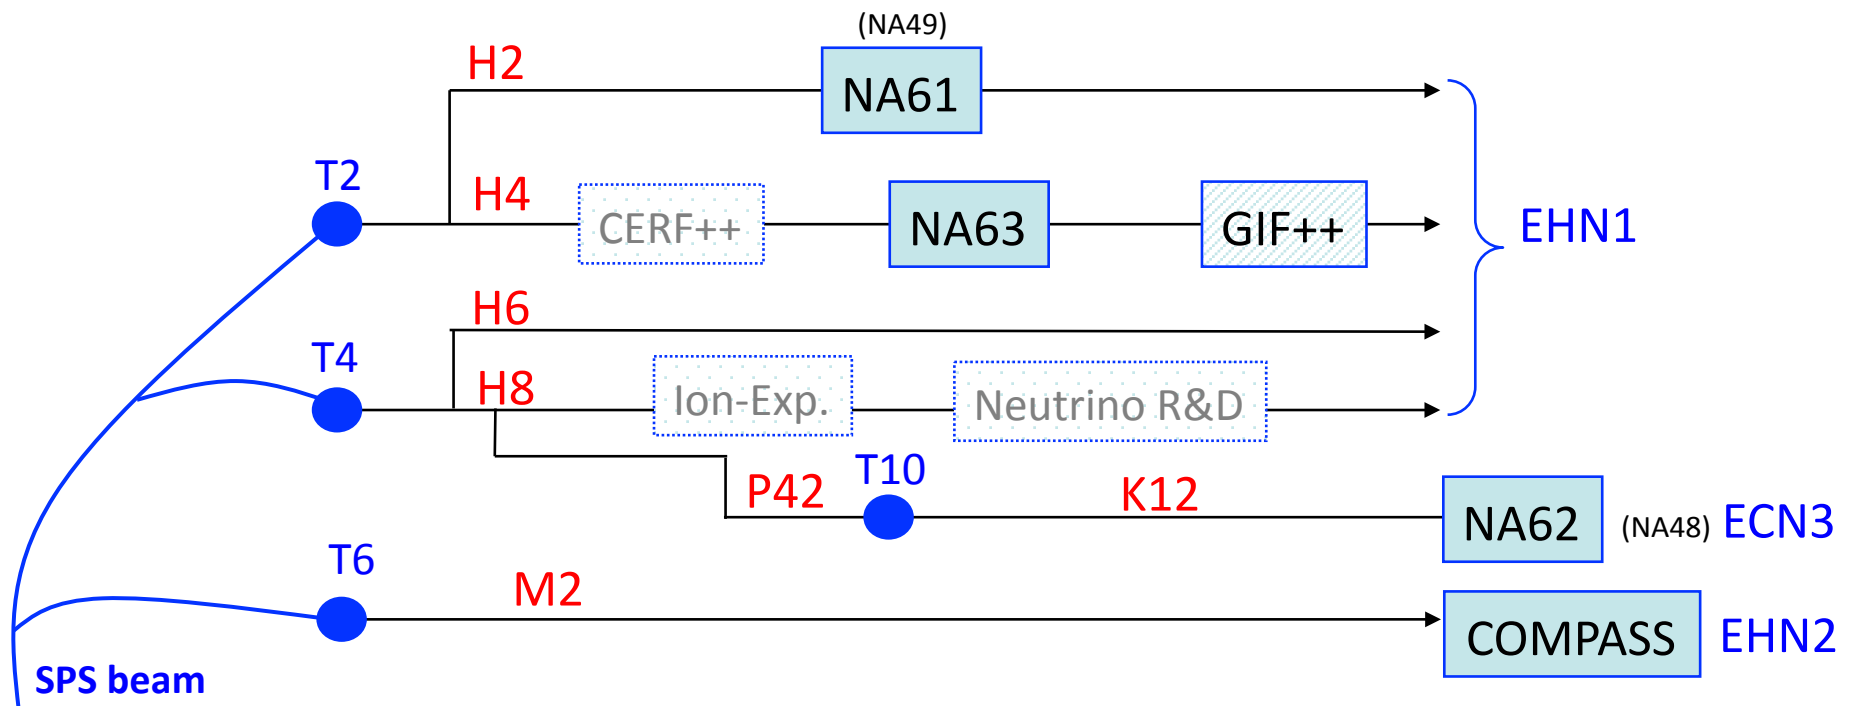 (NA49)
H2
NA61
T2
H4
CERF++
NA63
GIF++
EHN1
H6
T4
H8
Ion-Exp.
Neutrino R&D
P42
T10
K12
NA62
(NA48)
ECN3
T6
M2
COMPASS
EHN2
SPS beam